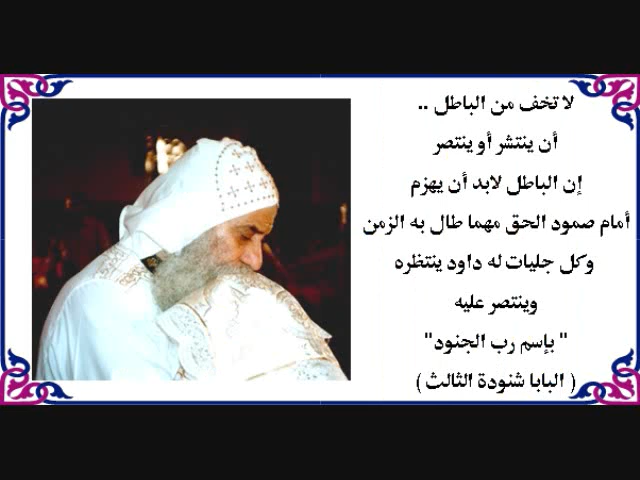 لا تخف من الباطل ..
أن ينتشر أو ينتصر
إن الباطل لابد أن يهزم
أمام صمود الحق مهما طال به الزمن
وكل جليات له داود ينتظره
وينتصر عليه
" بإسم رب الجنود"
( البابا شنودة الثالث )